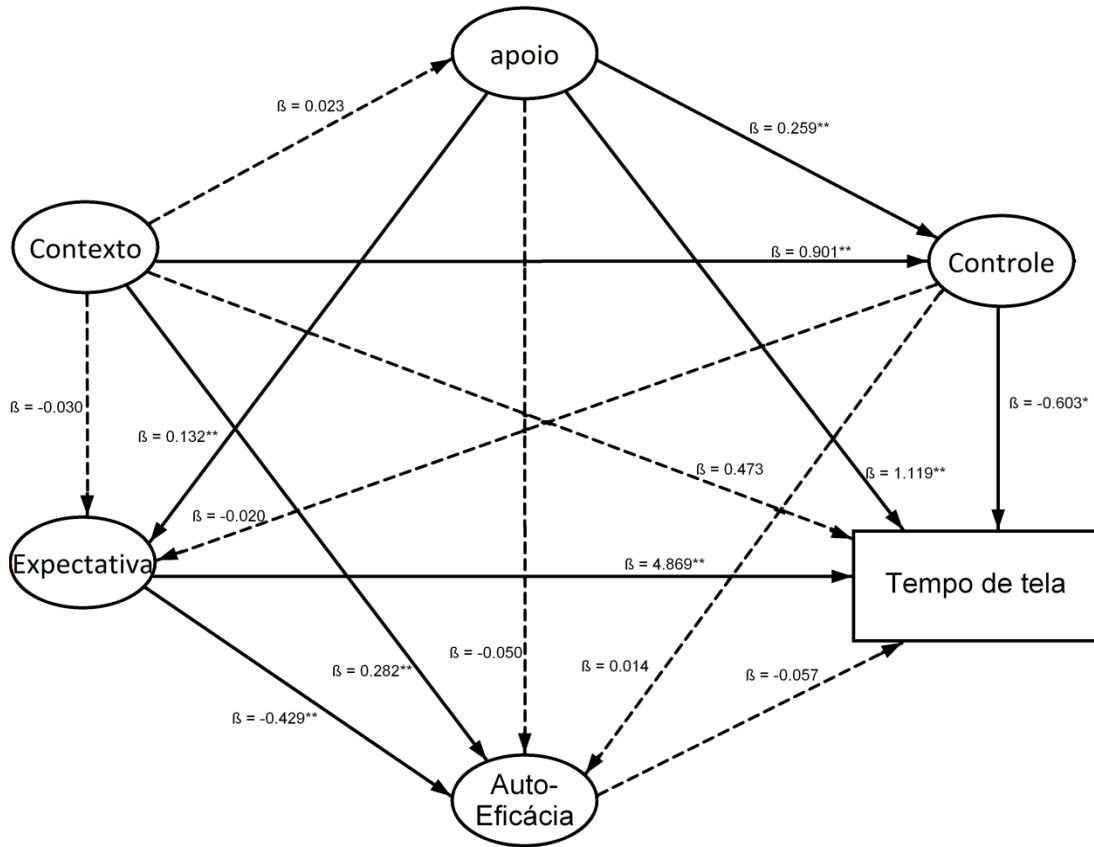 apoio
ß = 0.023
ß = 0.259**
Contexto
ß = 0.901**
Controle
ß = -0.030
ß = -0.603*
ß = 0.132**
ß = 0.473
ß = 1.119**
ß = -0.020
Expectativa
ß = 4.869**
Tempo de tela
ß = 0.282**
ß = -0.050
ß = 0.014
ß = -0.057
ß = -0.429**
Auto-
Eficácia